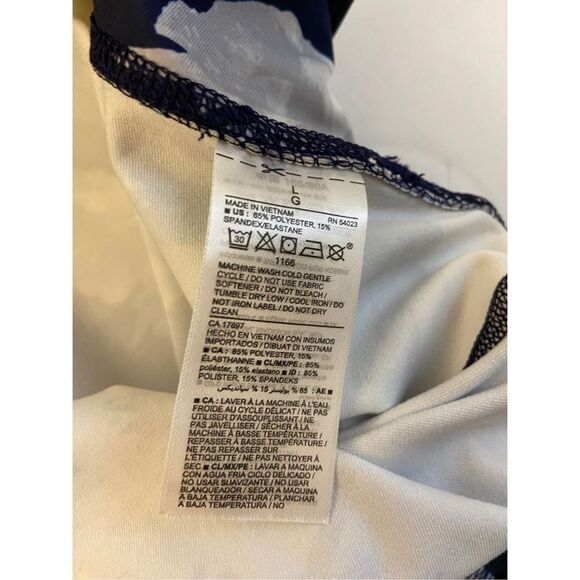 L
G
MADE IN VIETNAM RN 54023
■ US : 85% POLYESTER, 15%
SPANDEX/ELASTANE
30 ®
1166
MACHINE WASH COLD GENTLE
CYCLE / DO NOT USE FABRIC
SOFTENER / DO NOT BLEACH /
TUMBLE DRY LOW / COOL IRON / DO
NOT IRON LABEL / DO NOT DRY
CLEAN
CA 17897
HECHO EN VIETNAM CON INSUMOS
IMPORTADOS / DIBUAT DI VIETNAM
■ CA : 85% POLYESTER, 15%
ÉLASTHANNE ■ CL/MX/PE : 85%
poliéster, 15% elastano ■ ID : 85%
POLISTER, 15% SPANDEKS
■ AE : 85٪ بوليستر 15٪ سبانديكس
■ CA : LAVER À LA MACHINE À L'EAU
FROIDE AU CYCLE DÉLICAT / NE PAS
UTILISER D'ASSOUPLISSANT / NE
PAS JAVELLISER / SÉCHER À LA
MACHINE À BASSE TEMPÉRATURE /
REPASSER À BASSE TEMPÉRATURE /
NE PAS REPASSER SUR
L'ÉTIQUETTE / NE PAS NETTOYER À
SEC ■ CL/MX/PE : LAVAR A MAQUINA
CON AGUA FRIA CICLO DELICADO /
NO USAR SUAVIZANTE / NO USAR
BLANQUEADOR / SECAR A MAQUINA
A BAJA TEMPERATURA / PLANCHAR
A BAJA TEMPERATURA / NO